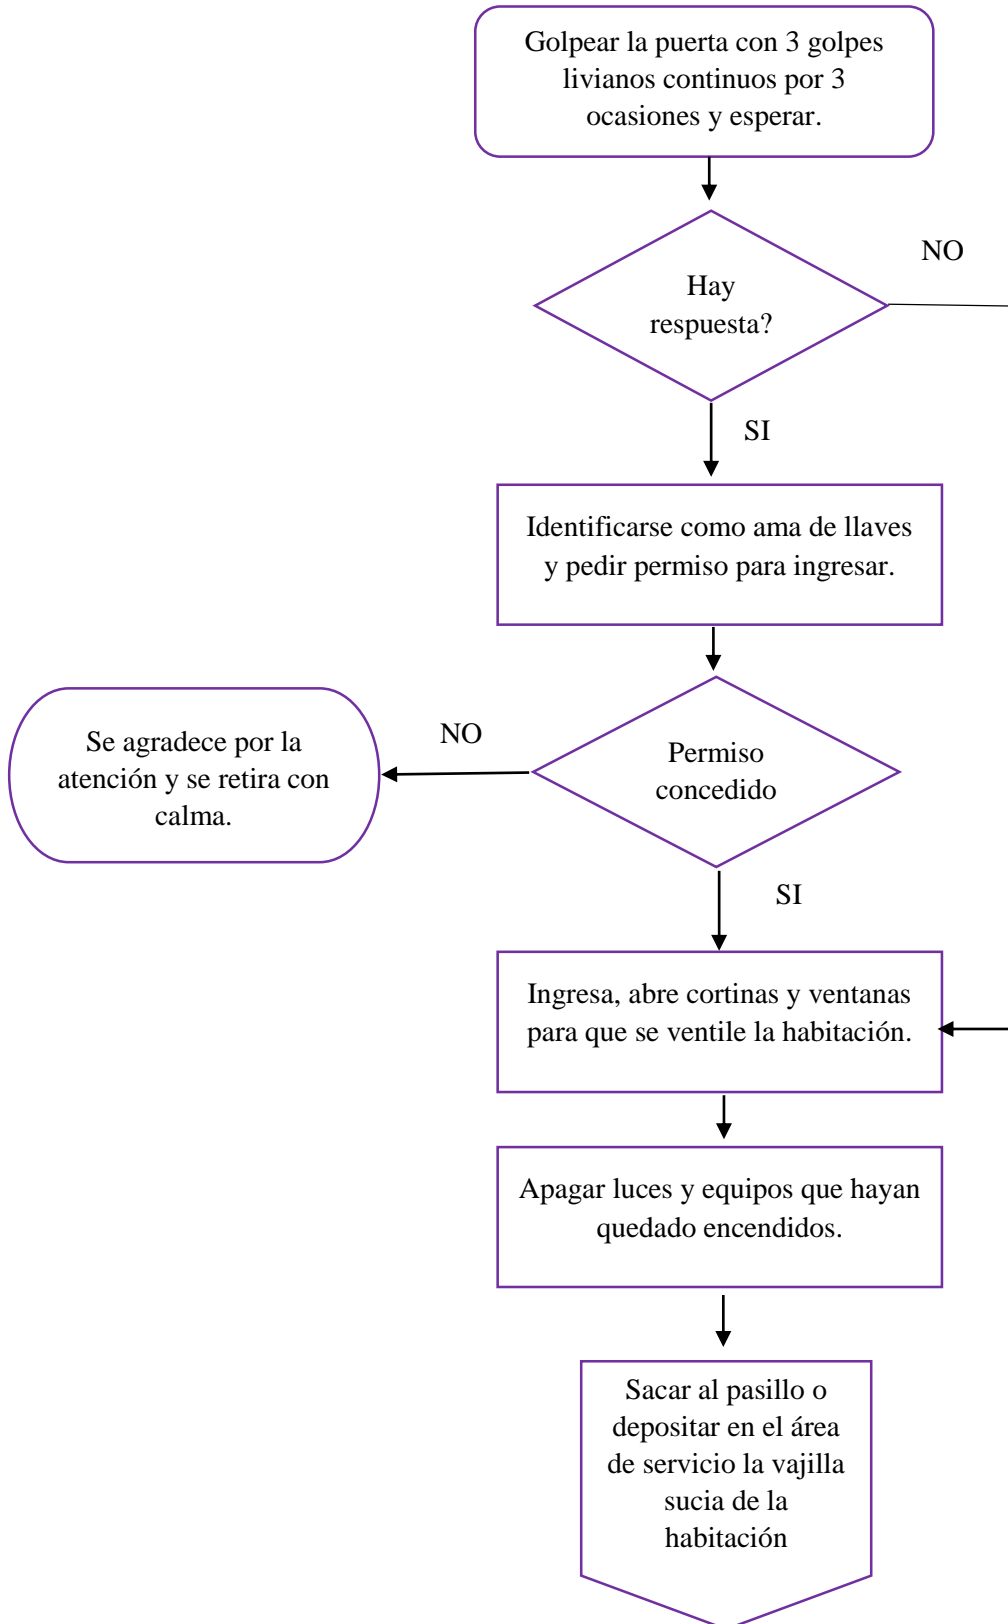 Golpear la puerta con 3 golpes
livianos continuos por 3
ocasiones y esperar.
NO
Hay
respuesta?
SI
Identificarse como ama de llaves
y pedir permiso para ingresar.
NO
Se agradece por la
atención y se retira con
calma.
Permiso
concedido
SI
Ingresa, abre cortinas y ventanas
para que se ventile la habitación.
Apagar luces y equipos que hayan
quedado encendidos.
Sacar al pasillo o
depositar en el área
de servicio la vajilla
sucia de la
habitación